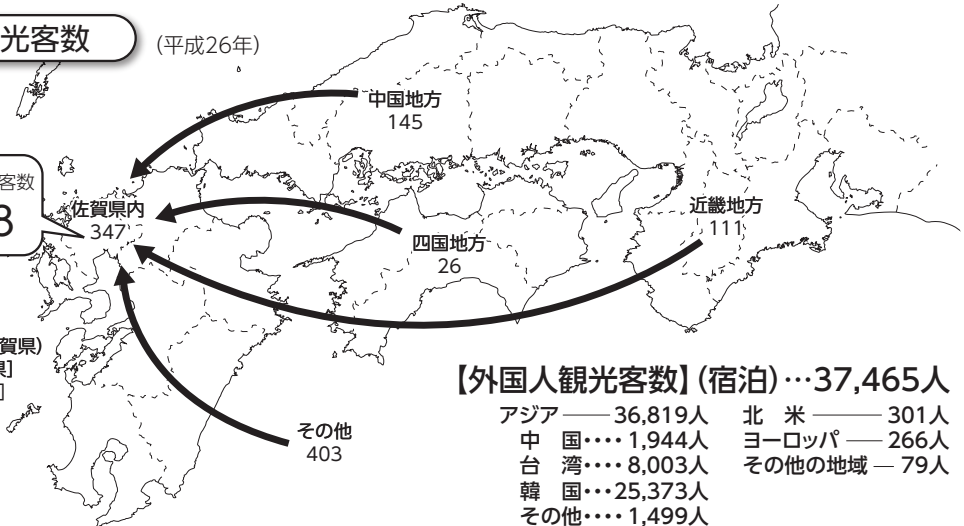 光客数
(平成26年)
中国地方
145
客数
8
佐賀県内
347
近畿地方
111
四国地方
26
賀県)
県]
]
その他
403
【外国人観光客数】(宿泊)…37,465人
アジア ―― 36,819人
中 国‥‥ 1,944人
台 湾‥‥ 8,003人
韓 国‥‥25,373人
その他‥‥ 1,499人
北 米 ――― 301人
ヨーロッパ ―― 266人
その他の地域 ― 79人